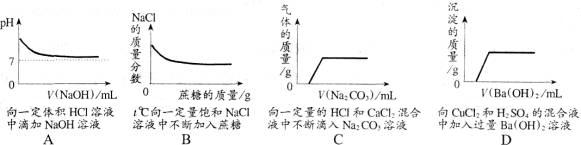 pH
7
0
V(NaOH)/mL
向一定体积HCl溶液
中滴加NaOH溶液
A
NaCl
的
质
量
分
数
0
蔗糖的质量/g
t℃向一定量饱和NaCl
溶液中不断加入蔗糖
B
气
体
的
质
量
/g
0
V(Na₂CO₃)/mL
向一定量的HCl和CaCl₂混合
液中不断滴入Na₂CO₃溶液
C
沉
淀
的
质
量
/g
0
V(Ba(OH)₂/mL
向CuCl₂和H₂SO₄的混合液
中加入过量Ba(OH)₂溶液
D